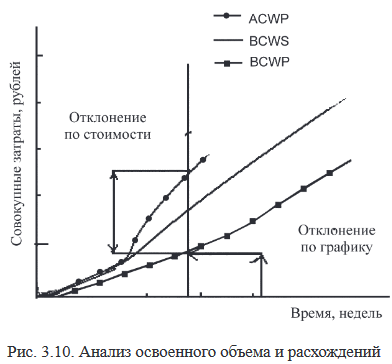 ACWP
BCWS
BCWP
Совокупные затраты, рублей
Отклонение
по стоимости
Отклонение
по графику
Время, недель
Рис. 3.10. Анализ освоенного объема и расхождений